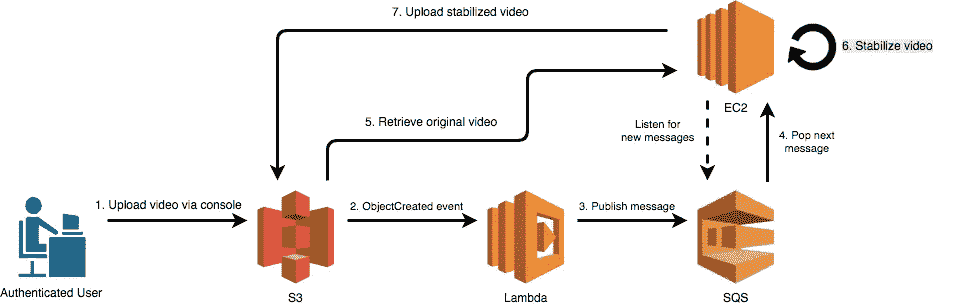 7. Upload stabilized video
6. Stabilize video
EC2
5. Retrieve original video
Listen for
new messages
4. Pop next
message
1. Upload video via console
2. ObjectCreated event
3. Publish message
Authenticated User
S3
Lambda
SQS